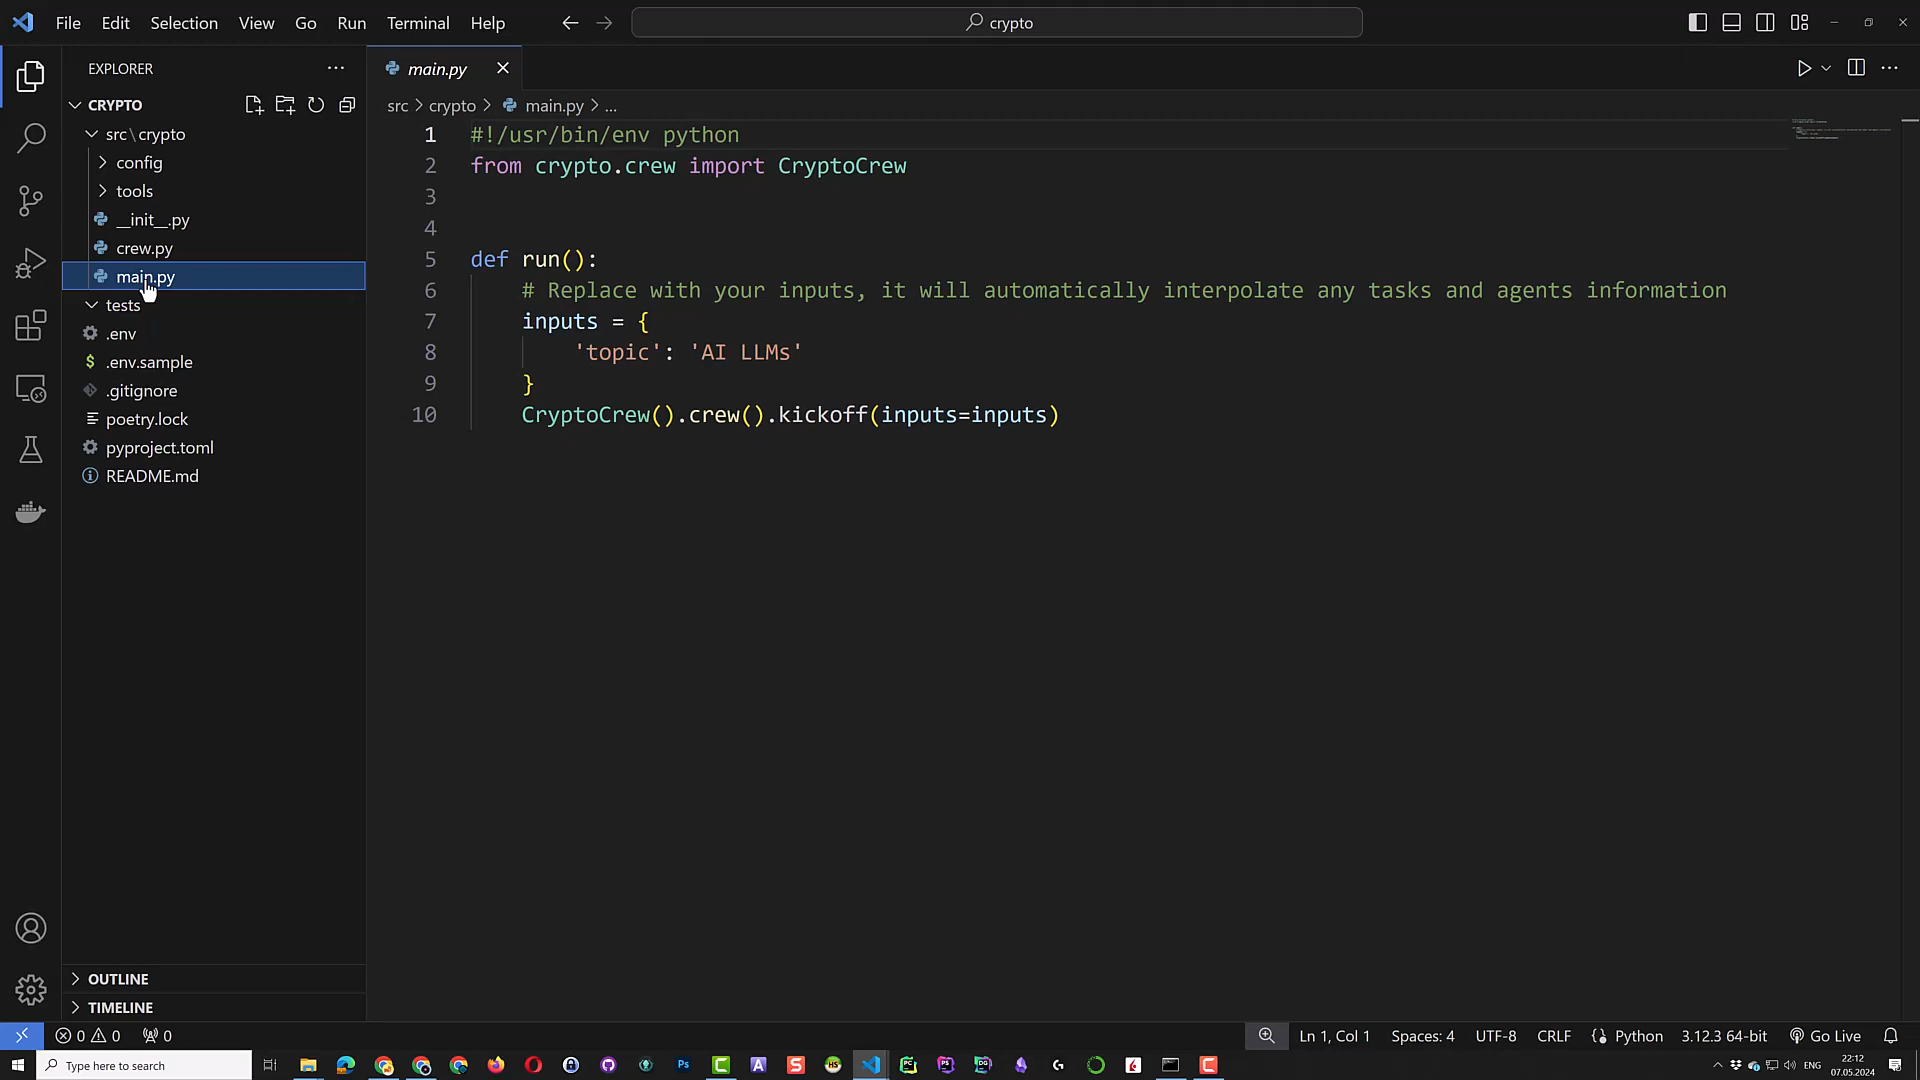 File Edit Selection View Go Run Terminal Help
crypto
EXPLORER
main.py
CRYPTO
src > crypto > main.py > ...
src\crypto
config
tools
__init__.py
crew.py
main.py
tests
.env
.env.sample
.gitignore
poetry.lock
pyproject.toml
README.md
1 #!/usr/bin/env python
2 from crypto.crew import CryptoCrew
3
4
5 def run():
6 # Replace with your inputs, it will automatically interpolate any tasks and agents information
7 inputs = {
8 'topic': 'AI LLMs'
9 }
10 CryptoCrew().crew().kickoff(inputs=inputs)
OUTLINE
TIMELINE
0 0 0 Ln 1, Col 1 Spaces: 4 UTF-8 CRLF Python 3.12.3 64-bit Go Live
Type here to search
Ps
HS
PC
PS
DG
ENG
22:12
07.05.2024